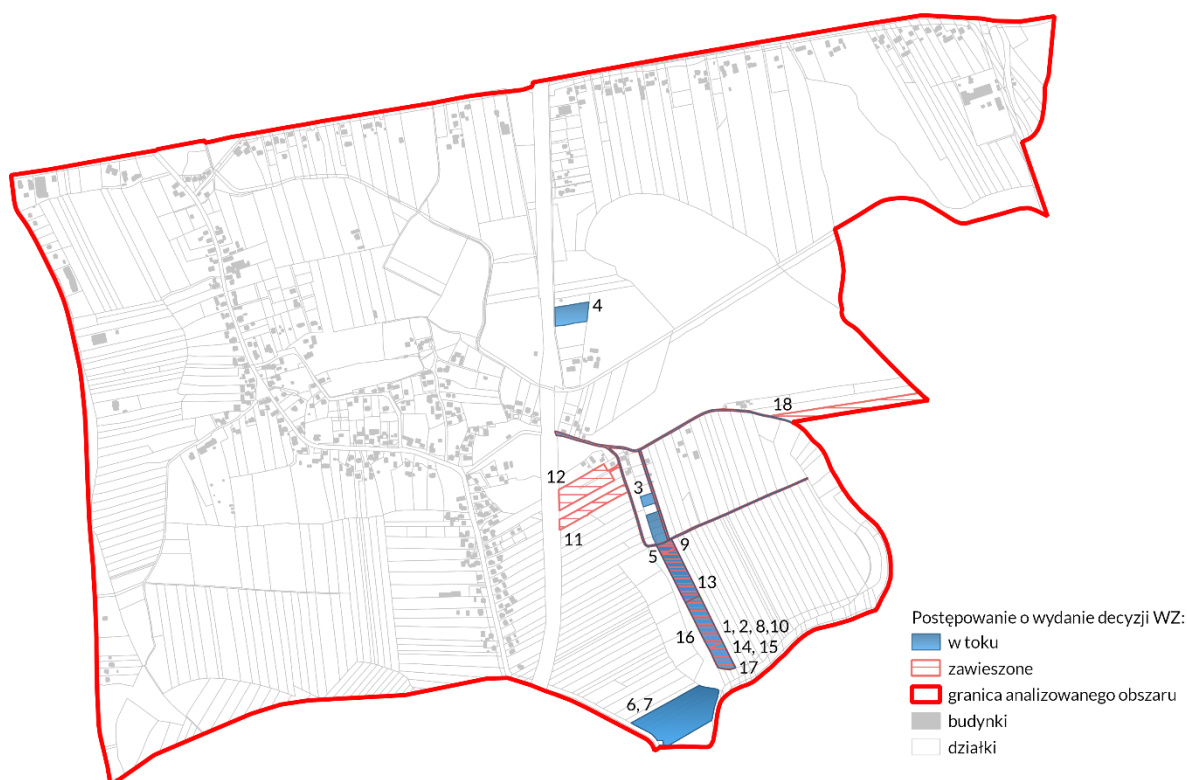 4
18
12
3
11
5
9
13
16
1, 2, 8,10
14, 15
17
6, 7
Postępowanie o wydanie decyzji WZ:
w toku
zawieszone
granica analizowanego obszaru
budynki
działki